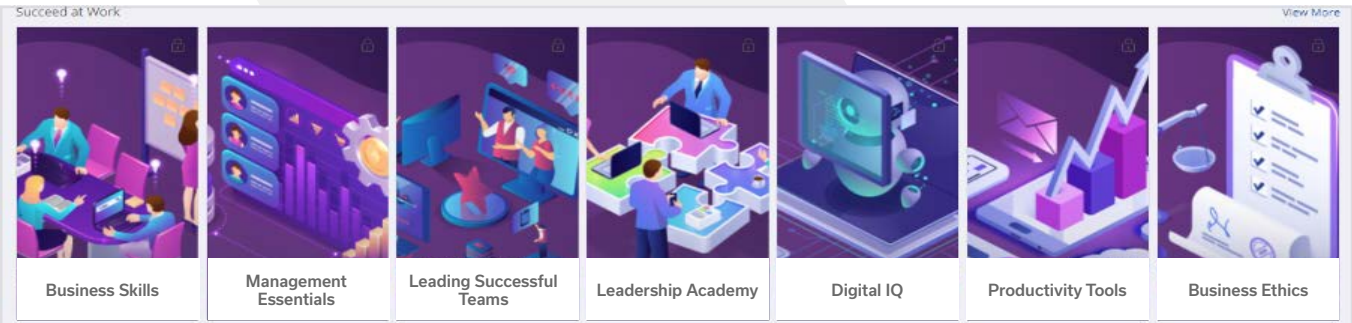 Succeed at Work
View More
Business Skills
Management
Essentials
Leading Successful
Teams
Leadership Academy
Digital IQ
Productivity Tools
Business Ethics